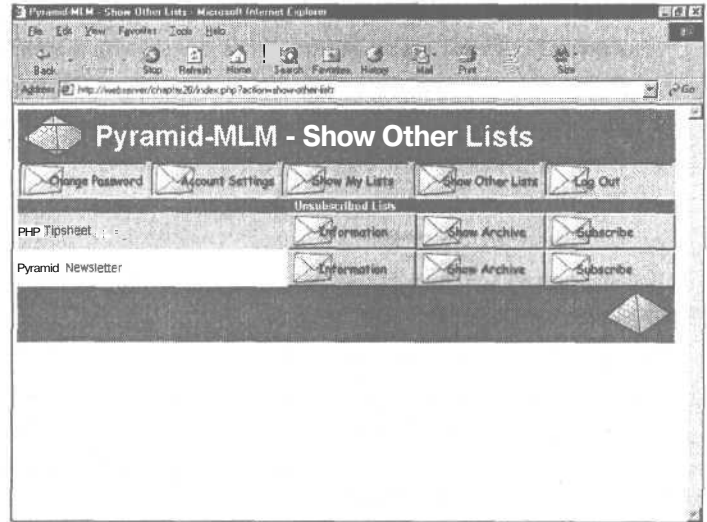 Pyramid-MLM - Show Other Lists - Microsoft Internet Explorer
File Edit View Favorites Tools Help
Back Stop Refresh Home Search Favorites History Mail Print Size
Address http://webserver/chapter28/index.php?action=show-other-lists Go
Pyramid-MLM - Show Other Lists
Change Password Account Settings Show My Lists Show Other Lists Log Out
Unsubscribed Lists
PHP Tipsheet Information Show Archive Subscribe
Pyramid Newsletter Information Show Archive Subscribe